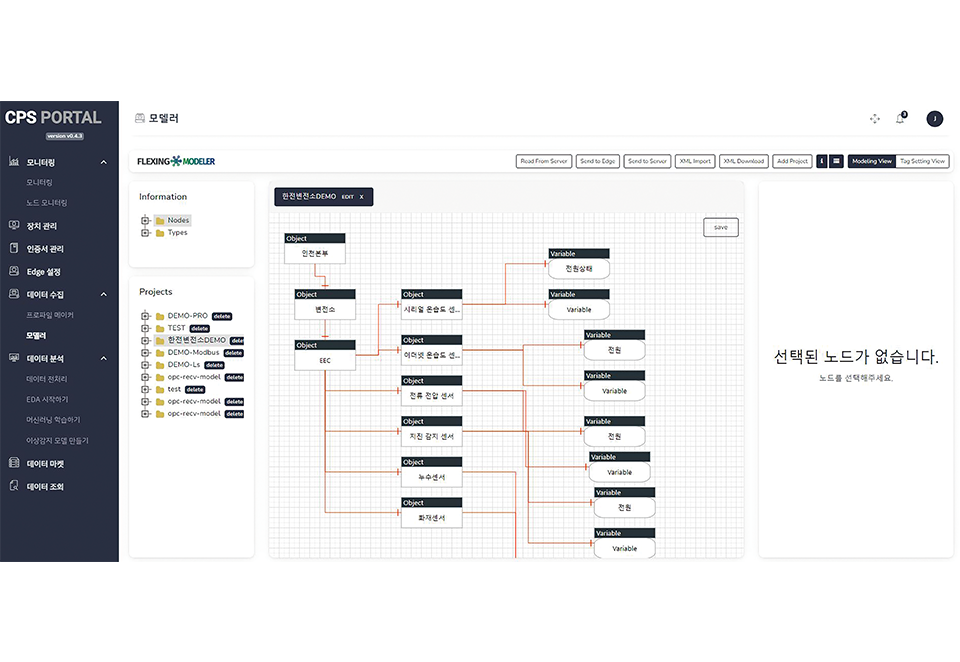 CPS PORTAL
version v0.4.3
모니터링
모니터링
노드 모니터링
장치 관리
인증서 관리
Edge 설정
데이터 수집
프로파일 메이커
모델러
데이터 분석
데이터 전처리
EDA 시작하기
머신러닝 학습하기
이상감지 모델 만들기
데이터 마켓
데이터 조회
모델러
3
J
FLEXING MODELER
Read From Server
Send to Edge
Send to Server
XML Import
XML Download
Add Project
Modeling View
Tag Setting View
Information
Nodes
Types
Projects
DEMO-PRO delete
TEST delete
한전변전소DEMO
DEMO-Modbus delete
DEMO-Ls delete
opc-recv-model delete
test delete
opc-recv-model delete
opc-recv-model delete
한전변전소DEMO EDIT X
save
Object
안전본부
Object
변전소
Object
EEC
Object
시리얼 온습도 센...
Object
이더넷 온습도 센...
Object
전류 전압 센서
Object
지진 감지 센서
Object
누수센서
Object
화재센서
Variable
전원상태
Variable
Variable
Variable
전원
Variable
Variable
Variable
전원
Variable
Variable
Variable
전원
Variable
Variable
선택된 노드가 없습니다.
노드를 선택해주세요.